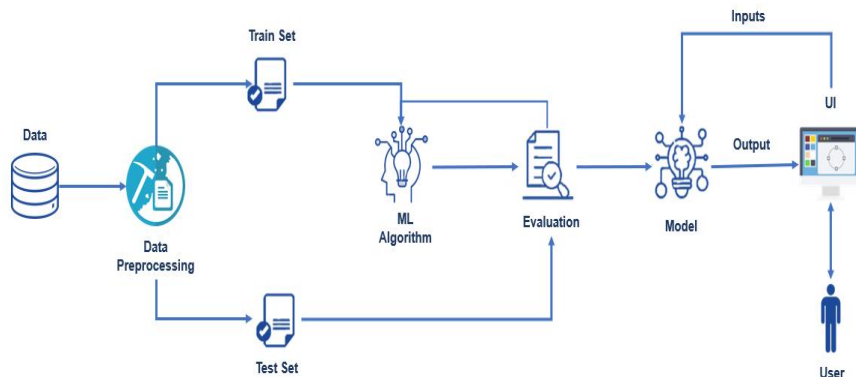 Inputs
Train Set
UI
Data
Output
ML
Algorithm
Evaluation
Model
Data
Preprocessing
Test Set
User